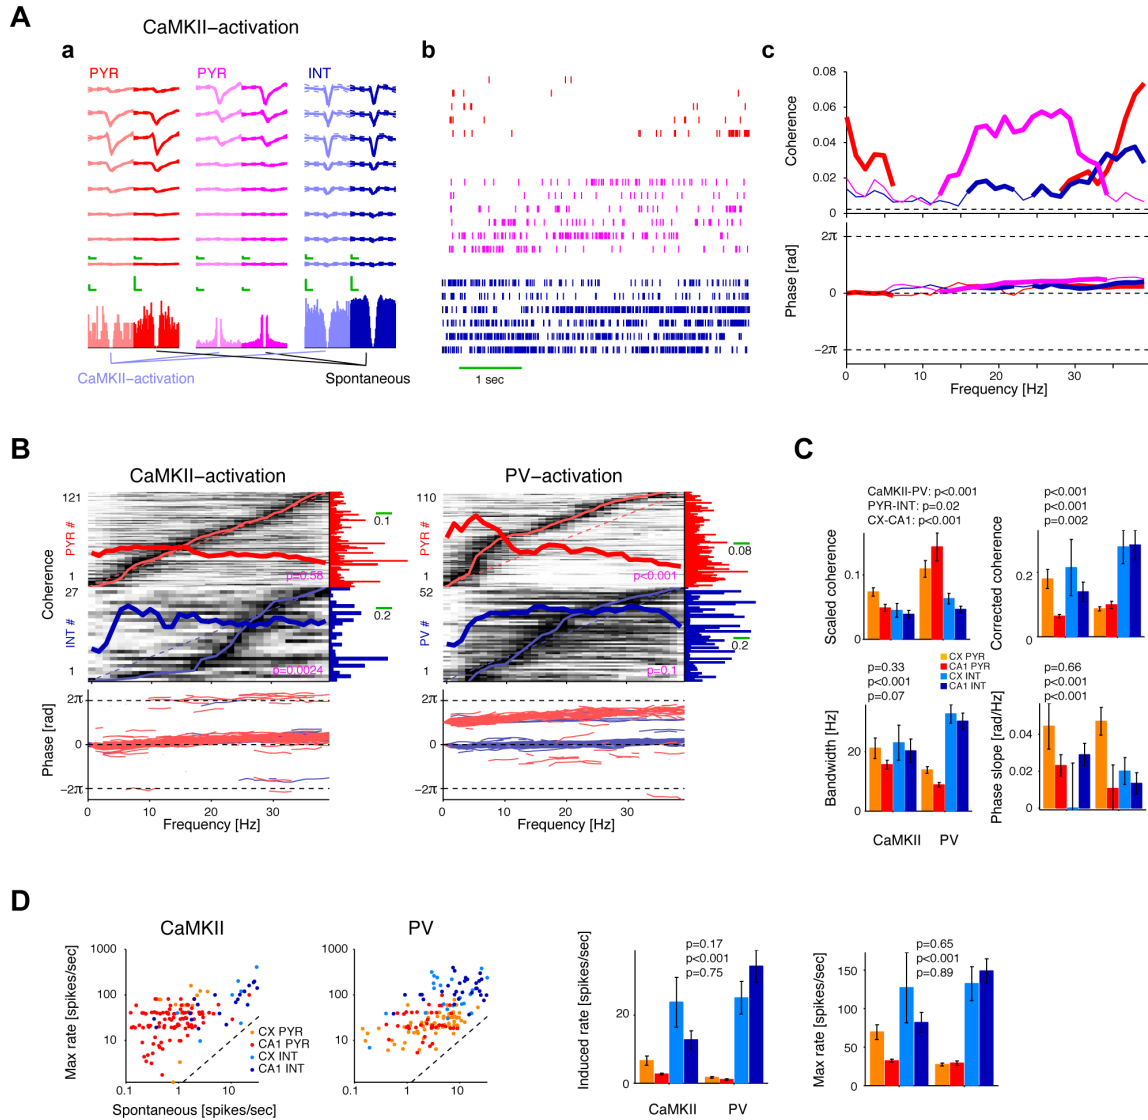 A
CaMKII–activation
a
b
c
PYR
PYR
INT
CaMKII–activation
Spontaneous
1 sec
0.08
0.06
0.04
0.02
0
Coherence
2π
0
−2π
Phase [rad]
0
10
20
30
Frequency [Hz]
B
CaMKII–activation
PV–activation
121
PYR #
1
27
INT #
1
Coherence
0.1
p=0.58
0.2
p=0.0024
110
PYR #
1
52
PV #
1
0.08
p<0.001
0.2
p=0.1
2π
0
−2π
Phase [rad]
0
10
20
30
Frequency [Hz]
2π
0
−2π
0
10
20
30
Frequency [Hz]
C
CaMKII-PV: p<0.001
PYR-INT: p=0.02
CX-CA1: p<0.001
0.1
0
Scaled coherence
p<0.001
p<0.001
p=0.002
0.2
0
Corrected coherence
CX PYR
CA1 PYR
CX INT
CA1 INT
p=0.33
p<0.001
p=0.07
20
0
Bandwidth [Hz]
p=0.66
p<0.001
p<0.001
0.04
0.02
0
Phase slope [rad/Hz]
CaMKII PV
D
CaMKII
PV
1000
100
10
Max rate [spikes/sec]
0.1
1
10
Spontaneous [spikes/sec]
CX PYR
CA1 PYR
CX INT
CA1 INT
1000
100
10
0.1
1
10
p=0.17
p<0.001
p=0.75
20
0
Induced rate [spikes/sec]
CaMKII PV
p=0.65
p<0.001
p=0.89
150
100
50
0
Max rate [spikes/sec]